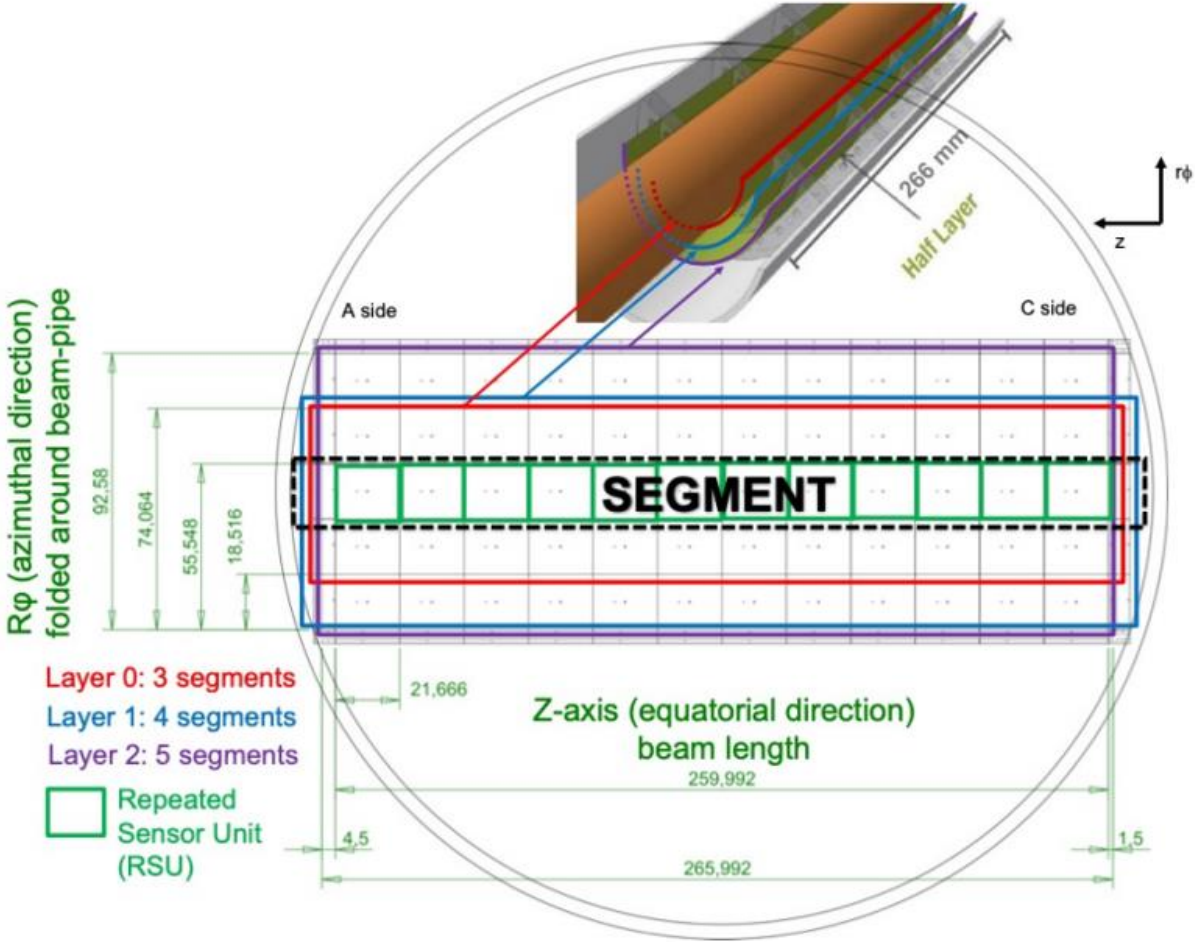 266 mm
Half Layer
rϕ
z
A side
C side
Rφ (azimuthal direction)
folded around beam-pipe
92,58
74,064
55,548
18,516
SEGMENT
Layer 0: 3 segments
Layer 1: 4 segments
Layer 2: 5 segments
Repeated
Sensor Unit
(RSU)
21,666
Z-axis (equatorial direction)
beam length
259,992
4,5
1,5
265,992